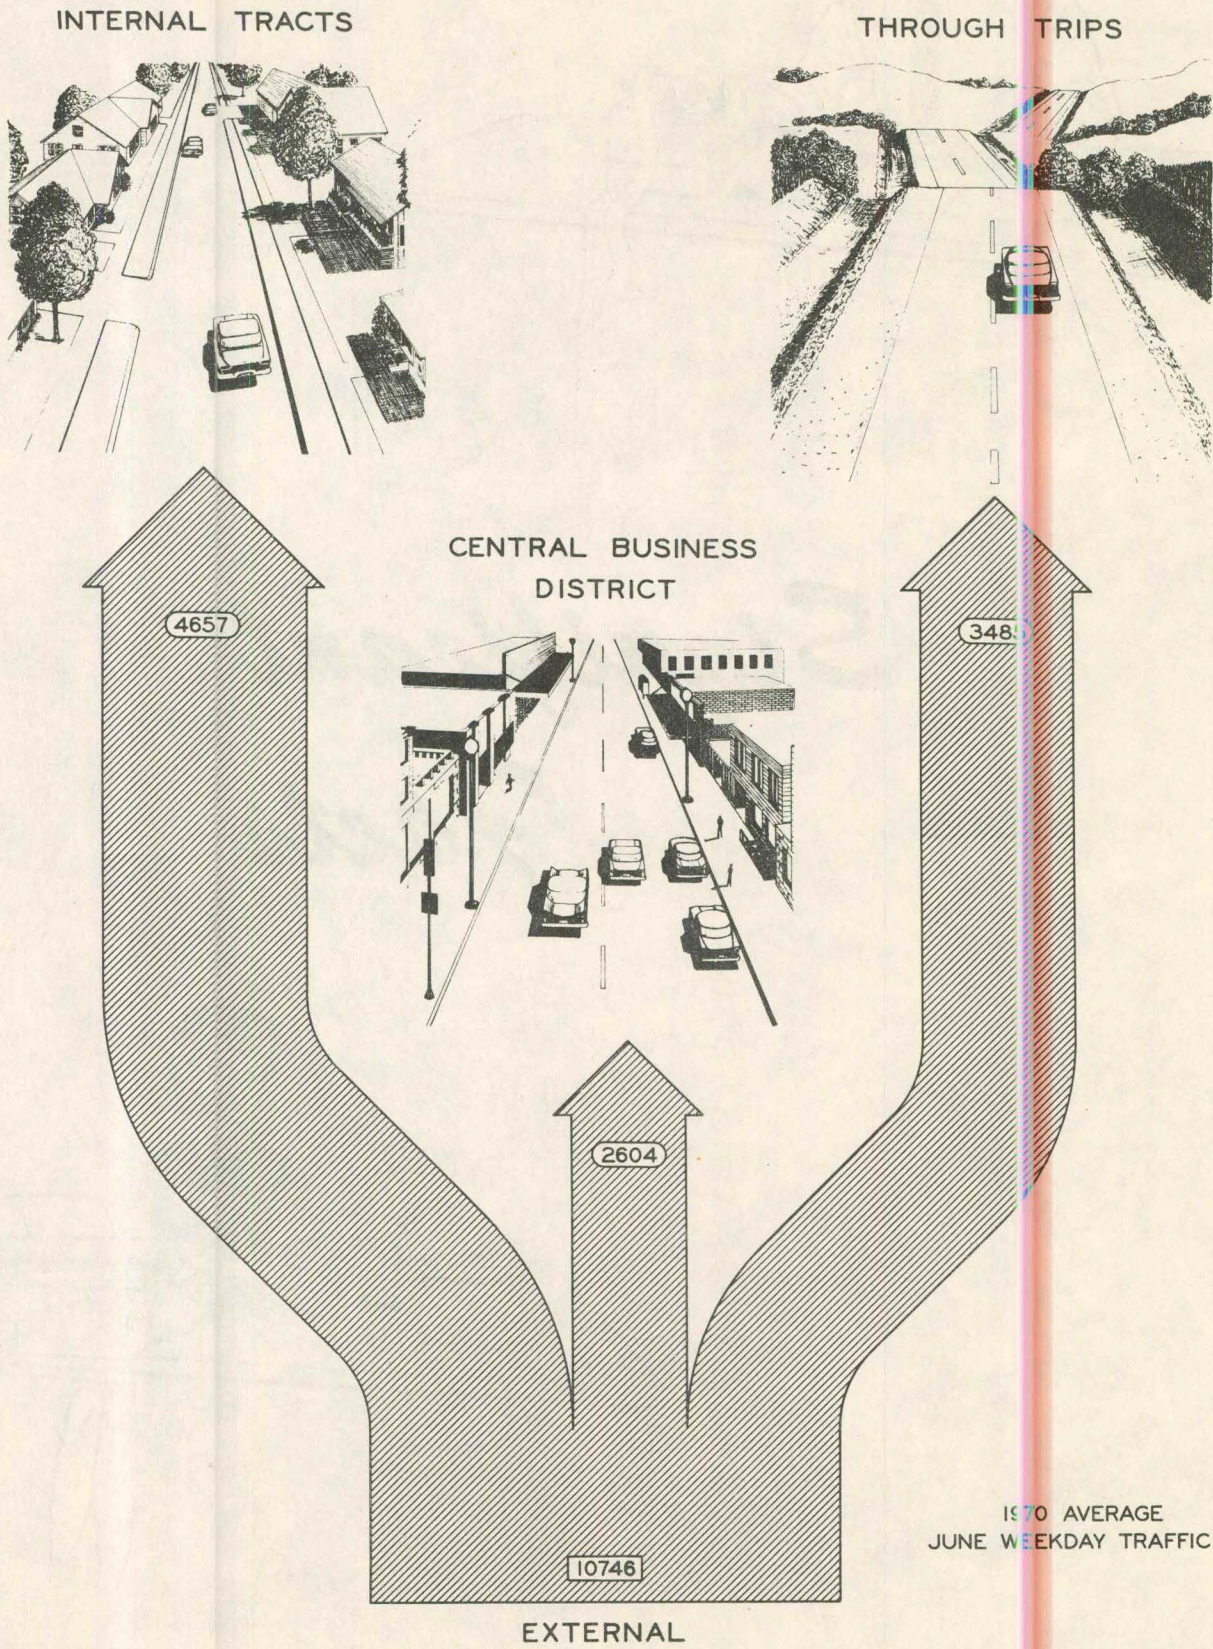 INTERNAL TRACTS
THROUGH TRIPS
CENTRAL BUSINESS
DISTRICT
4657
3485
2604
1970 AVERAGE
JUNE WEEKDAY TRAFFIC
10746
EXTERNAL